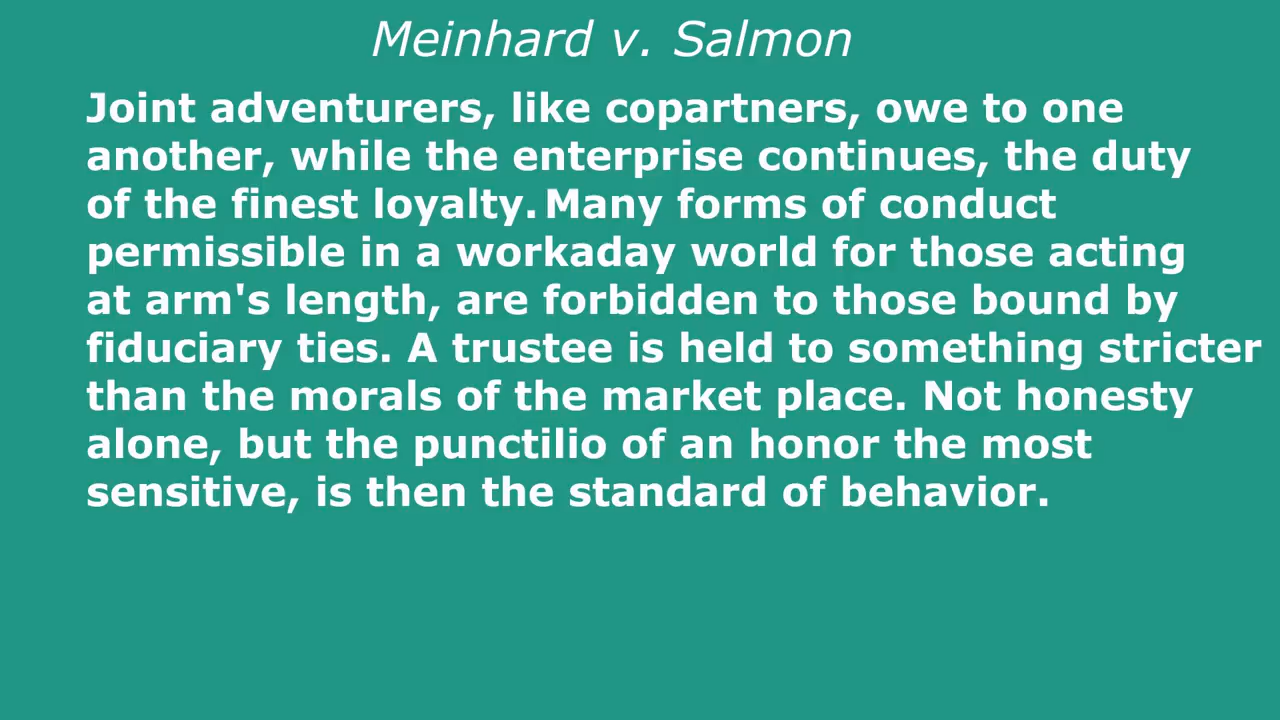 Meinhard v. Salmon
Joint adventurers, like copartners, owe to one
another, while the enterprise continues, the duty
of the finest loyalty. Many forms of conduct
permissible in a workaday world for those acting
at arm's length, are forbidden to those bound by
fiduciary ties. A trustee is held to something stricter
than the morals of the market place. Not honesty
alone, but the punctilio of an honor the most
sensitive, is then the standard of behavior.